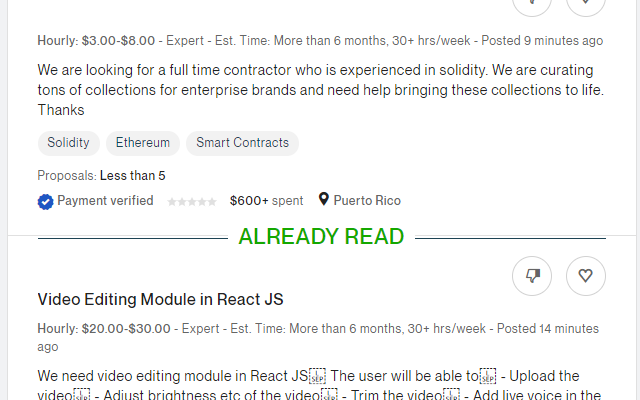 Hourly: $3.00-$8.00 - Expert - Est. Time: More than 6 months, 30+ hrs/week - Posted 9 minutes ago
We are looking for a full time contractor who is experienced in solidity. We are curating
tons of collections for enterprise brands and need help bringing these collections to life.
Thanks
Solidity Ethereum Smart Contracts
Proposals: Less than 5
Payment verified $600+ spent Puerto Rico
ALREADY READ
Video Editing Module in React JS
Hourly: $20.00-$30.00 - Expert - Est. Time: More than 6 months, 30+ hrs/week - Posted 14 minutes
ago
We need video editing module in React JS The user will be able to - Upload the
video - Adjust brightness etc of the video - Trim the video - Add live voice in the